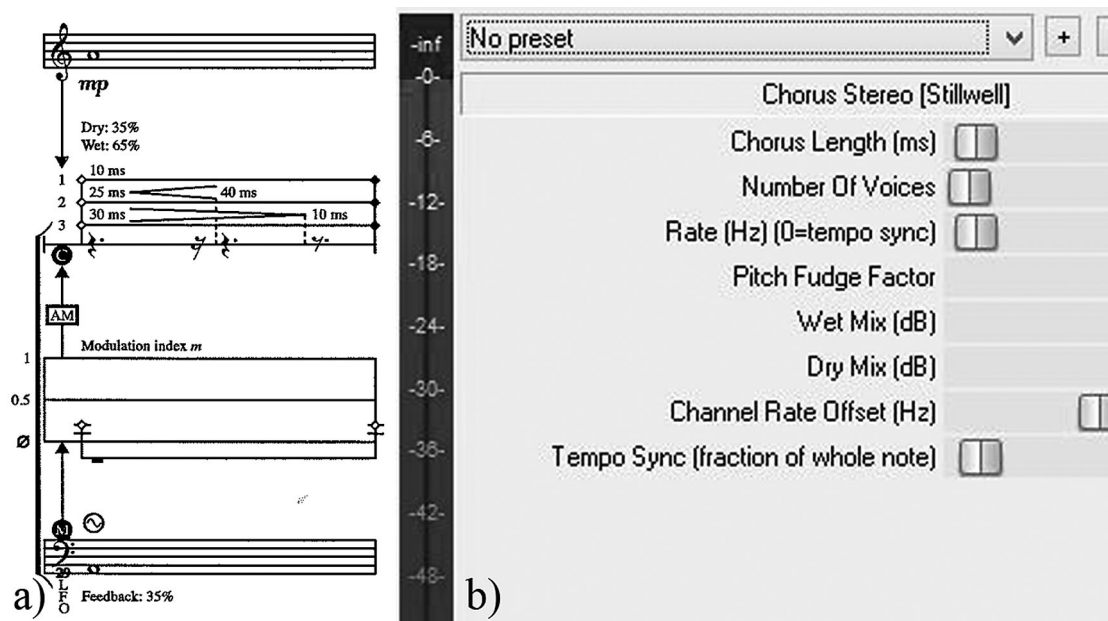 mp
Dry: 35%
Wet: 65%
10 ms
1
25 ms
40 ms
2
30 ms
10 ms
3
C
AM
Modulation index m
1
0.5
Ø
M
29
LFO
Feedback: 35%
a)
-inf
-0-
-6-
-12-
-18-
-24-
-30-
-36-
-42-
-48-
No preset
+
Chorus Stereo [Stillwell]
Chorus Length (ms)
Number Of Voices
Rate (Hz) (0=tempo sync)
Pitch Fudge Factor
Wet Mix (dB)
Dry Mix (dB)
Channel Rate Offset (Hz)
Tempo Sync (fraction of whole note)
b)